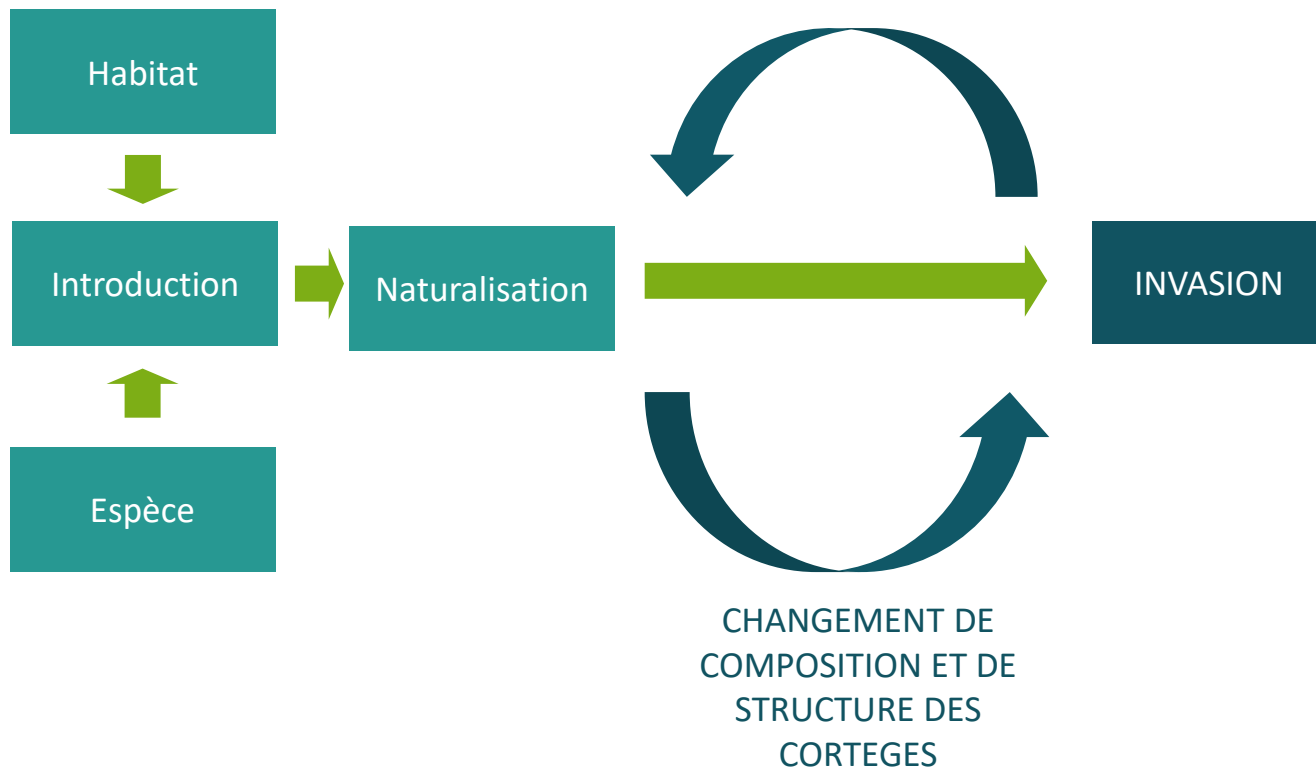 Habitat
Introduction
Naturalisation
INVASION
Espèce
CHANGEMENT DE
COMPOSITION ET DE
STRUCTURE DES
CORTEGES